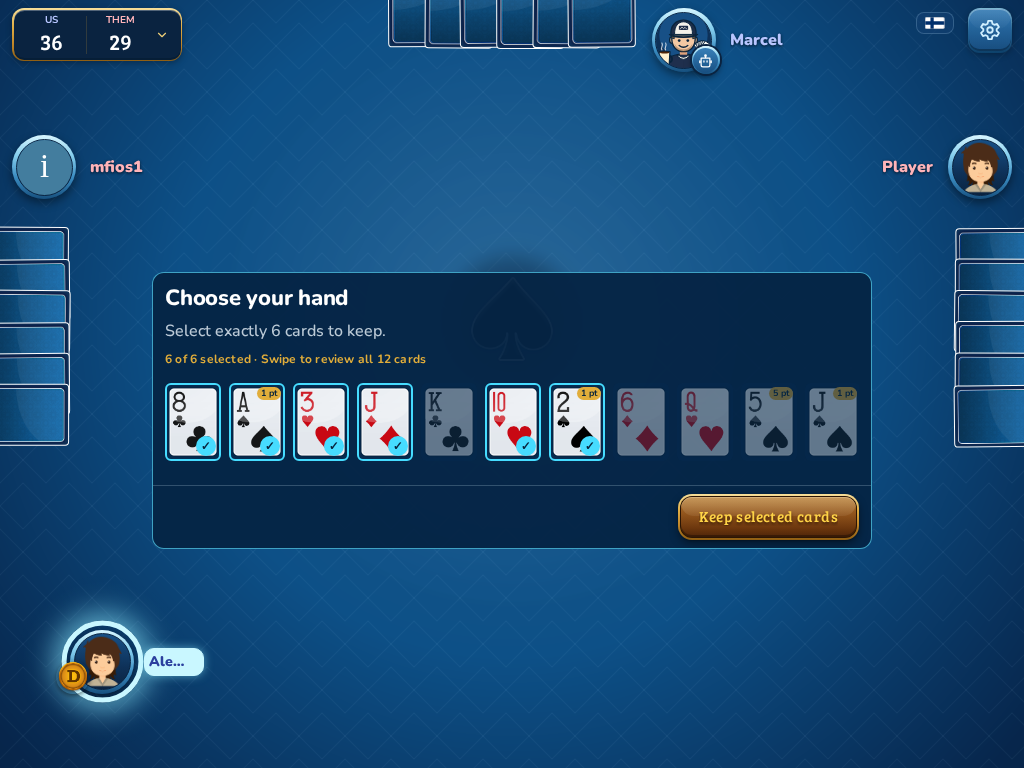 US
THEM
36
29
Marcel
i
mfios1
Player
Choose your hand
Select exactly 6 cards to keep.
6 of 6 selected · Swipe to review all 12 cards
8
A
1 pt
3
J
K
10
2
1 pt
6
Q
5
5 pt
J
1 pt
Keep selected cards
D
Ale...